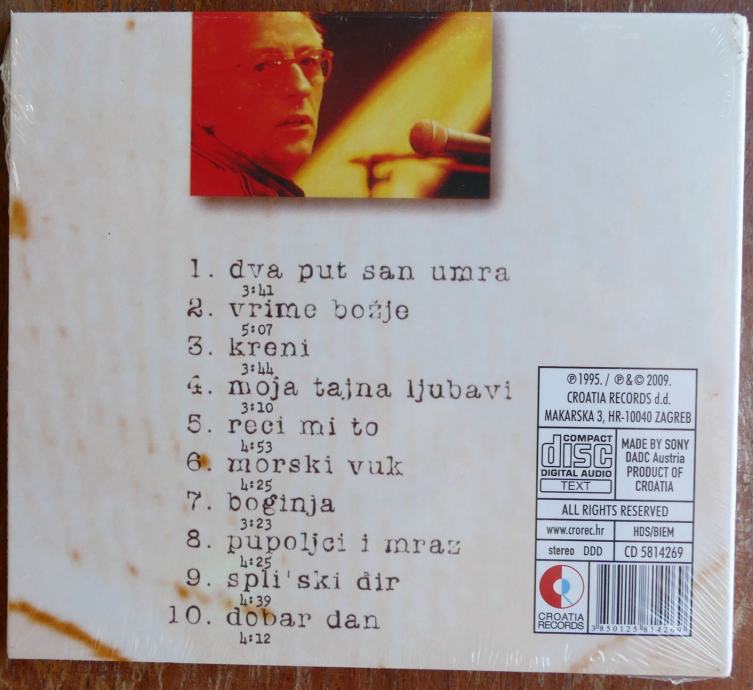 1. dva put san umra
3:41
2. vrime božje
5:07
3. kreni
3:44
4. moja tajna ljubavi
3:10
5. reci mi to
4:53
6. morski vuk
4:25
7. boginja
3:23
8. pupoljci i mraz
4:25
9. spli'ski đir
4:39
10. dobar dan
4:12
℗1995. / ℗&© 2009.
CROATIA RECORDS d.d.
MAKARSKA 3, HR-10040 ZAGREB
COMPACT
disc
DIGITAL AUDIO
TEXT
MADE BY SONY
DADC Austria
PRODUCT OF
CROATIA
ALL RIGHTS RESERVED
www.crorec.hr HDS/BIEM
stereo DDD CD 5814269
CROATIA
RECORDS
3850125814269